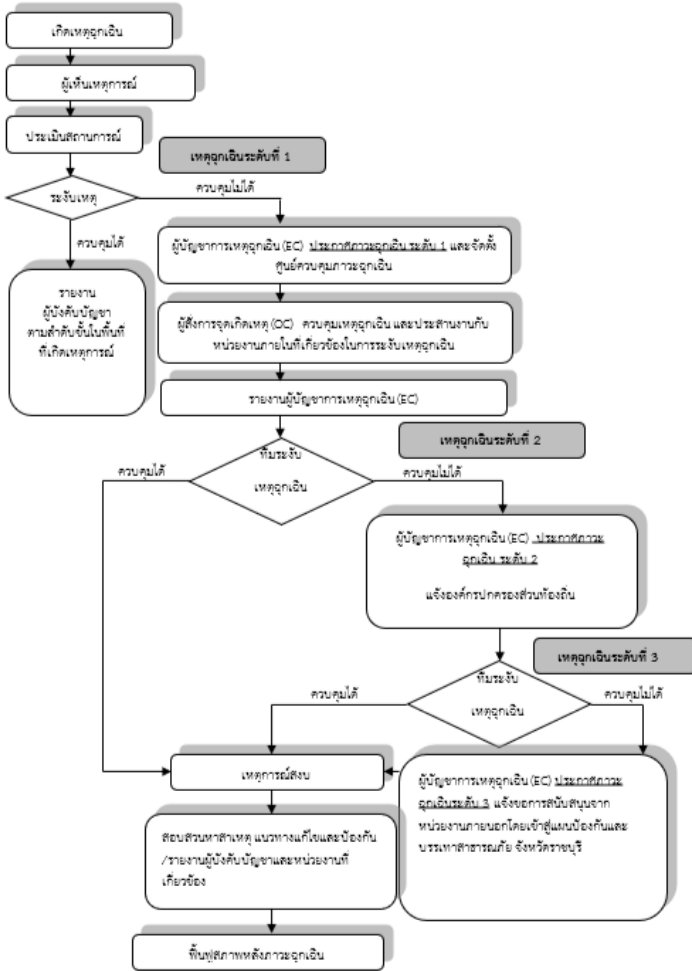 เกิดเหตุฉุกเฉิน
ผู้เห็นเหตุการณ์
ประเมินสถานการณ์
เหตุฉุกเฉินระดับที่ 1
ระงับเหตุ
ควบคุมไม่ได้
ควบคุมได้
ผู้บัญชาการเหตุฉุกเฉิน (EC) ประกาศภาวะฉุกเฉิน ระดับ 1 และจัดตั้ง
ศูนย์ควบคุมภาวะฉุกเฉิน
รายงาน
ผู้บังคับบัญชา
ตามลำดับชั้นในพื้นที่
ที่เกิดเหตุการณ์
ผู้สั่งการจุดเกิดเหตุ (OC) ควบคุมเหตุฉุกเฉิน และประสานงานกับ
หน่วยงานภายในที่เกี่ยวข้องในการระงับเหตุฉุกเฉิน
รายงานผู้บัญชาการเหตุฉุกเฉิน (EC)
เหตุฉุกเฉินระดับที่ 2
ทีมระงับ
เหตุฉุกเฉิน
ควบคุมได้
ควบคุมไม่ได้
ผู้บัญชาการเหตุฉุกเฉิน (EC) ประกาศภาวะ
ฉุกเฉิน ระดับ 2
แจ้งองค์กรปกครองส่วนท้องถิ่น
เหตุฉุกเฉินระดับที่ 3
ทีมระงับ
เหตุฉุกเฉิน
ควบคุมได้
ควบคุมไม่ได้
เหตุการณ์สงบ
ผู้บัญชาการเหตุฉุกเฉิน (EC) ประกาศภาวะ
ฉุกเฉินระดับ 3 แจ้งขอการสนับสนุนจาก
หน่วยงานภายนอกโดยเข้าสู่แผนป้องกันและ
บรรเทาสาธารณภัย จังหวัดราชบุรี
สอบสวนหาสาเหตุ แนวทางแก้ไขและป้องกัน
/รายงานผู้บังคับบัญชาและหน่วยงานที่
เกี่ยวข้อง
ฟื้นฟูสภาพหลังภาวะฉุกเฉิน